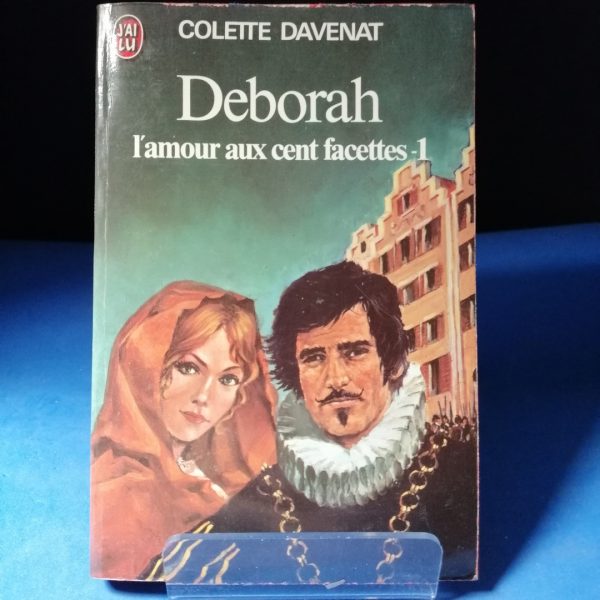 J'AI
LU
COLETTE DAVENAT
Deborah
l'amour aux cent facettes-1